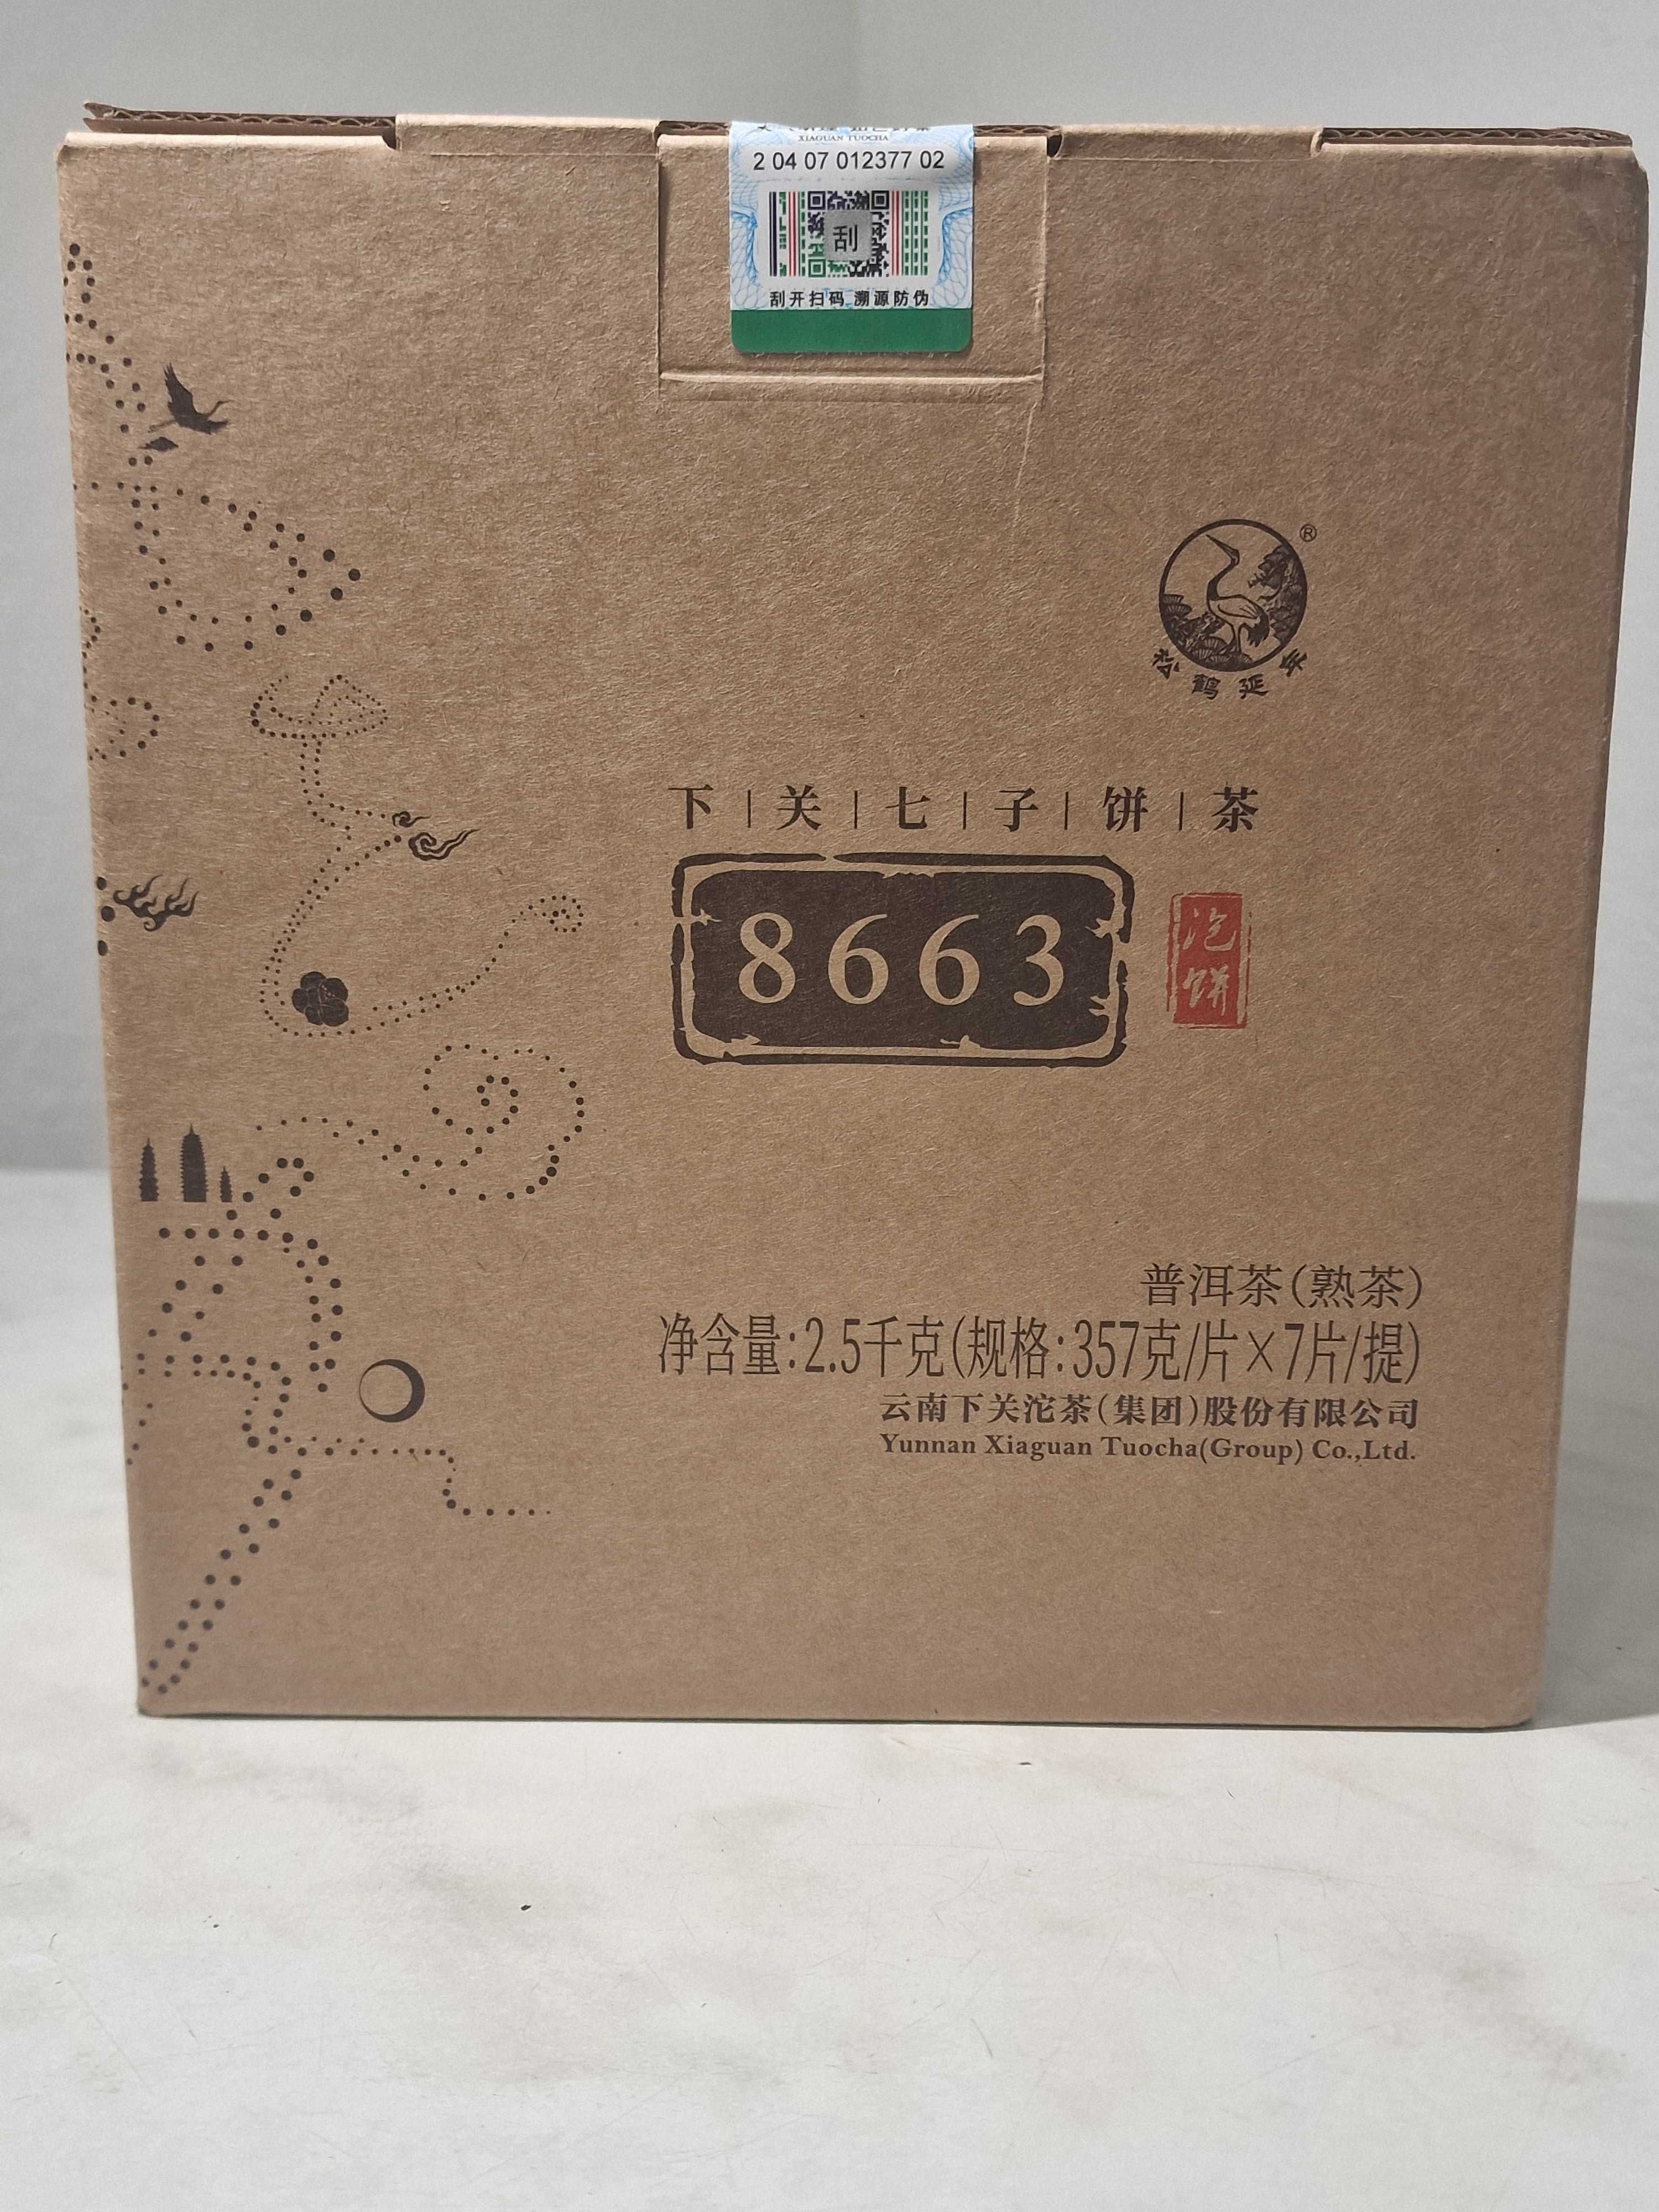 XIAGUAN TUOCHA
2 04 07 012377 02
刮
刮开扫码 溯源防伪
®
松鹤延年
下|关|七|子|饼|茶
8663
泡饼
普洱茶(熟茶)
净含量:2.5千克(规格:357克/片×7片/提)
云南下关沱茶(集团)股份有限公司
Yunnan Xiaguan Tuocha(Group) Co.,Ltd.